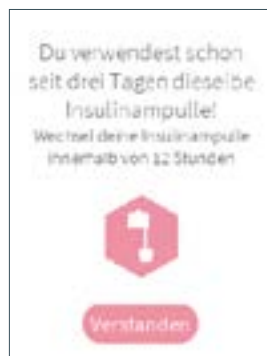 Du verwendest schon
seit drei Tagen dieselbe
Insulinampulle!
Wechsel deine Insulinampulle
innerhalb von 12 Stunden
Verstanden